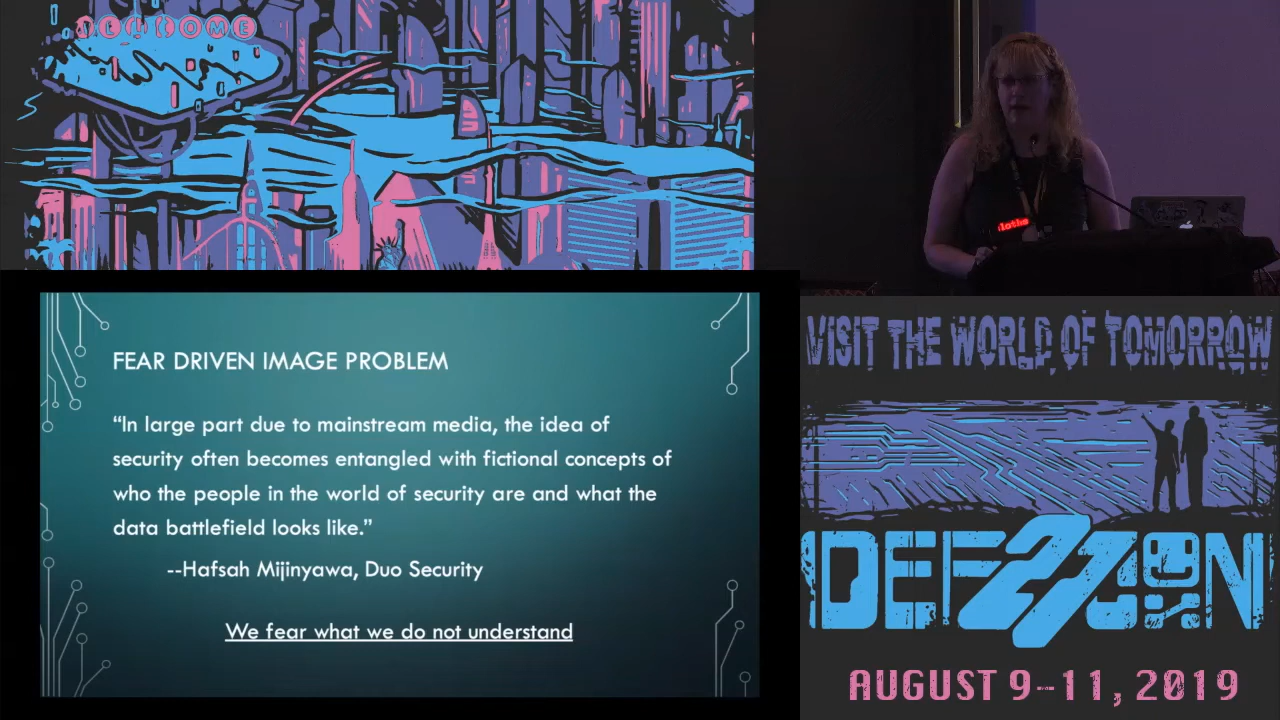 WELCOME
FEAR DRIVEN IMAGE PROBLEM
“In large part due to mainstream media, the idea of
security often becomes entangled with fictional concepts of
who the people in the world of security are and what the
data battlefield looks like.”
--Hafsah Mijinyawa, Duo Security
We fear what we do not understand
VISIT THE WORLD OF TOMORROW
DEF 27 CON
AUGUST 9-11, 2019